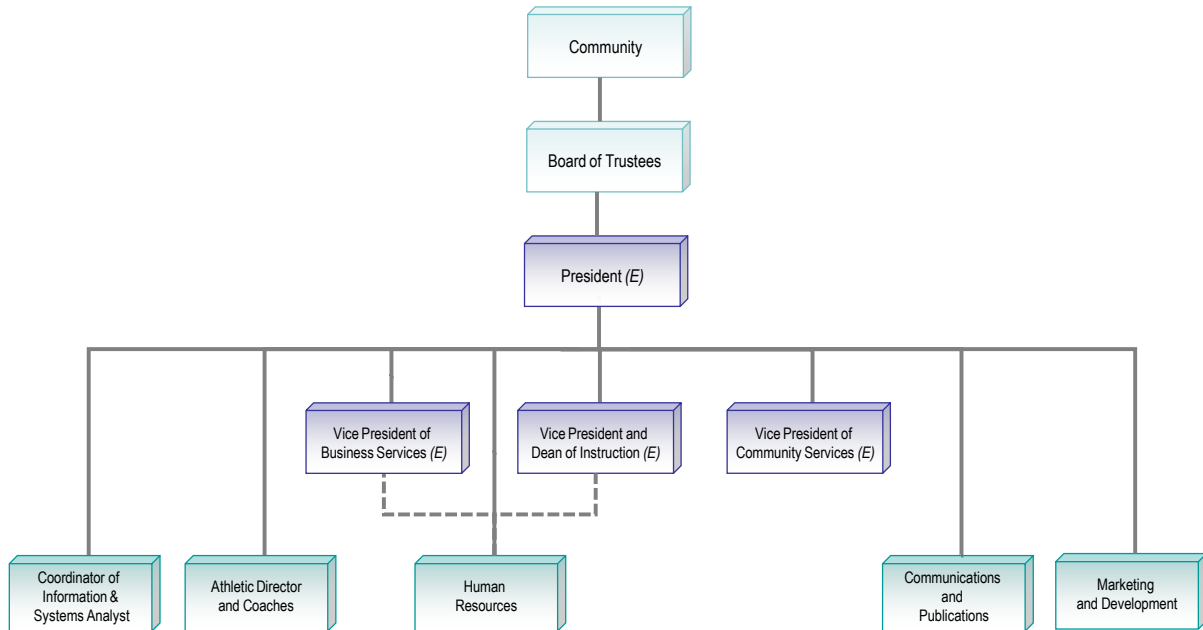 Community
Board of Trustees
President (E)
Vice President of
Business Services (E)
Vice President and
Dean of Instruction (E)
Vice President of
Community Services (E)
Coordinator of
Information &
Systems Analyst
Athletic Director
and Coaches
Human
Resources
Communications
and
Publications
Marketing
and Development